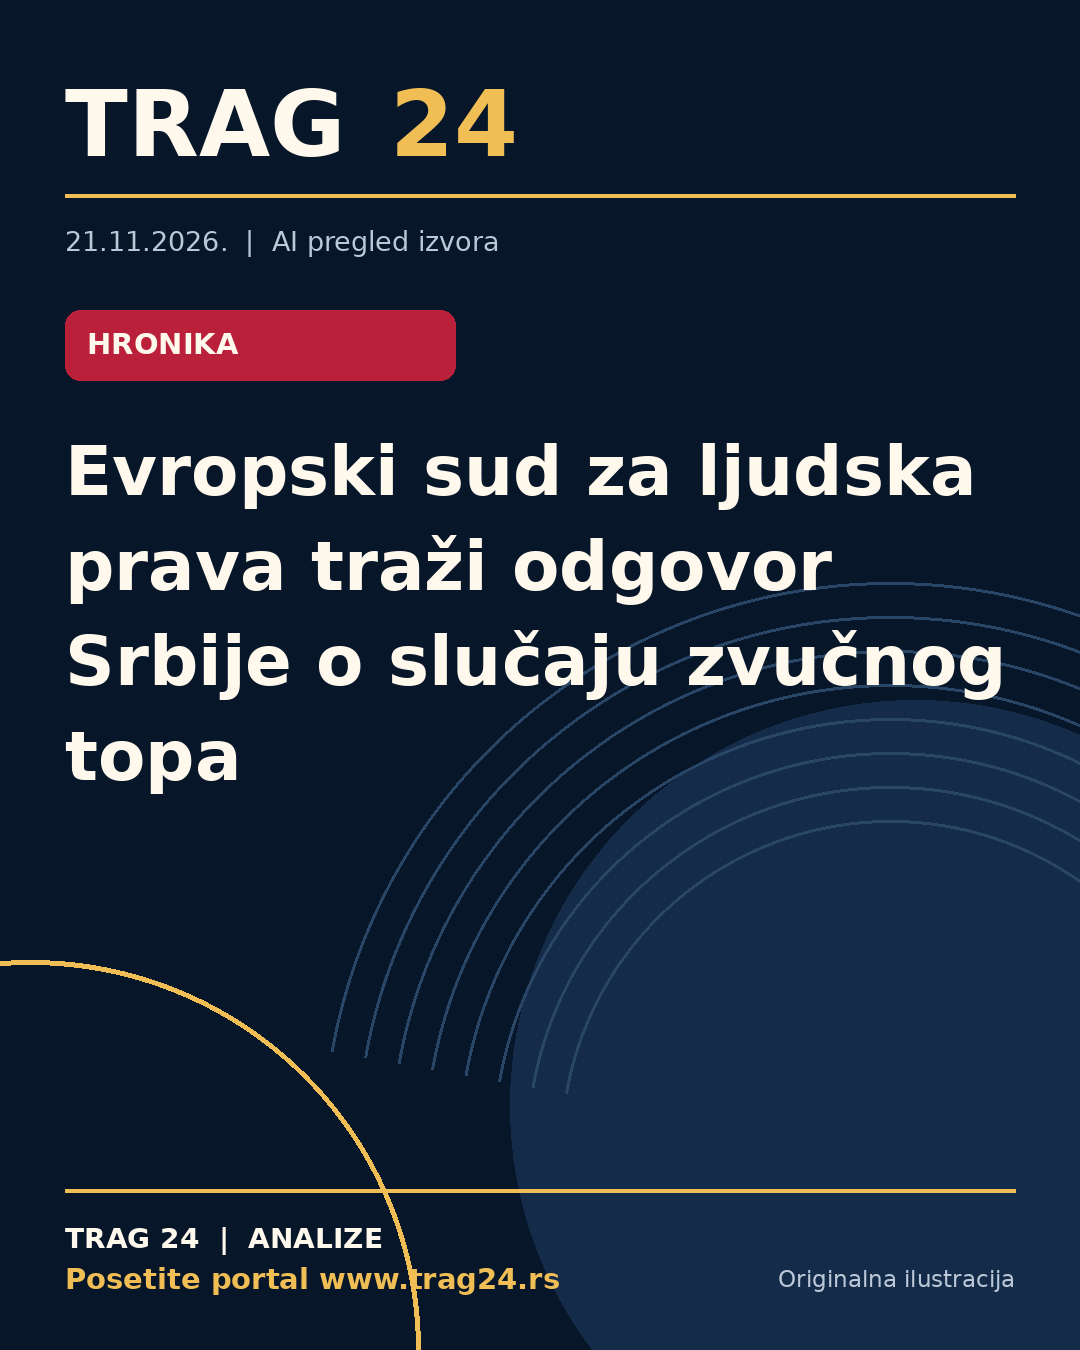 TRAG 24
21.11.2026. | AI pregled izvora
HRONIKA
Evropski sud za ljudska
prava traži odgovor
Srbije o slučaju zvučnog
topa
TRAG 24 | ANALIZE
Posetite portal www.trag24.rs
Originalna ilustracija